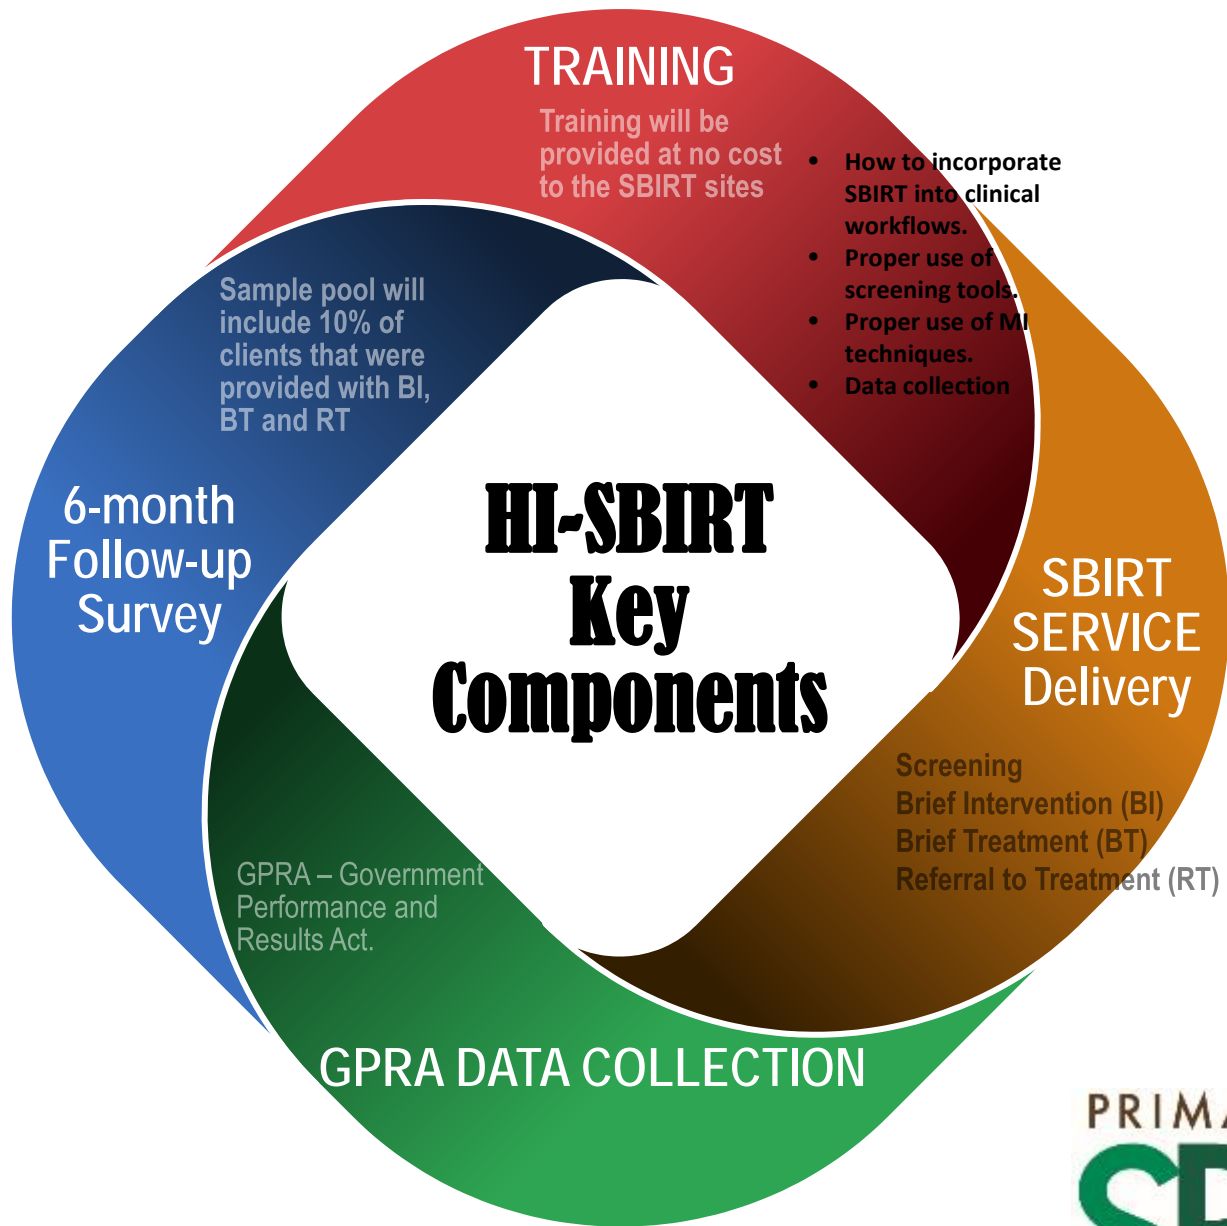 TRAINING
Training will be
provided at no cost
to the SBIRT sites
• How to incorporate
SBIRT into clinical
workflows.
• Proper use of
screening tools.
• Proper use of MI
techniques.
• Data collection
Sample pool will
include 10% of
clients that were
provided with BI,
BT and RT
6-month
Follow-up
Survey
HI-SBIRT
Key
Components
SBIRT
SERVICE
Delivery
Screening
Brief Intervention (BI)
Brief Treatment (BT)
Referral to Treatment (RT)
GPRA – Government
Performance and
Results Act.
GPRA DATA COLLECTION
PRIMA